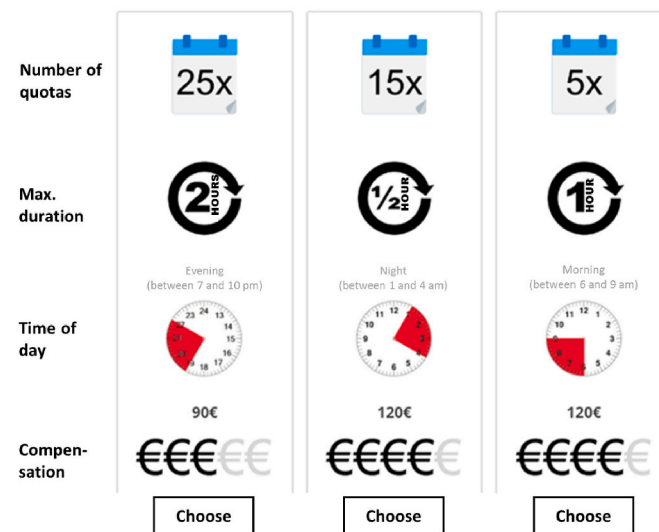 Number of
quotas
25x
15x
5x
Max.
duration
2 HOURS
½ HOUR
1 HOUR
Evening
(between 7 and 10 pm)
Night
(between 1 and 4 am)
Morning
(between 6 and 9 am)
Time of
day
90€
120€
120€
Compen-
sation
€€€€€
€€€€€
€€€€€
Choose
Choose
Choose